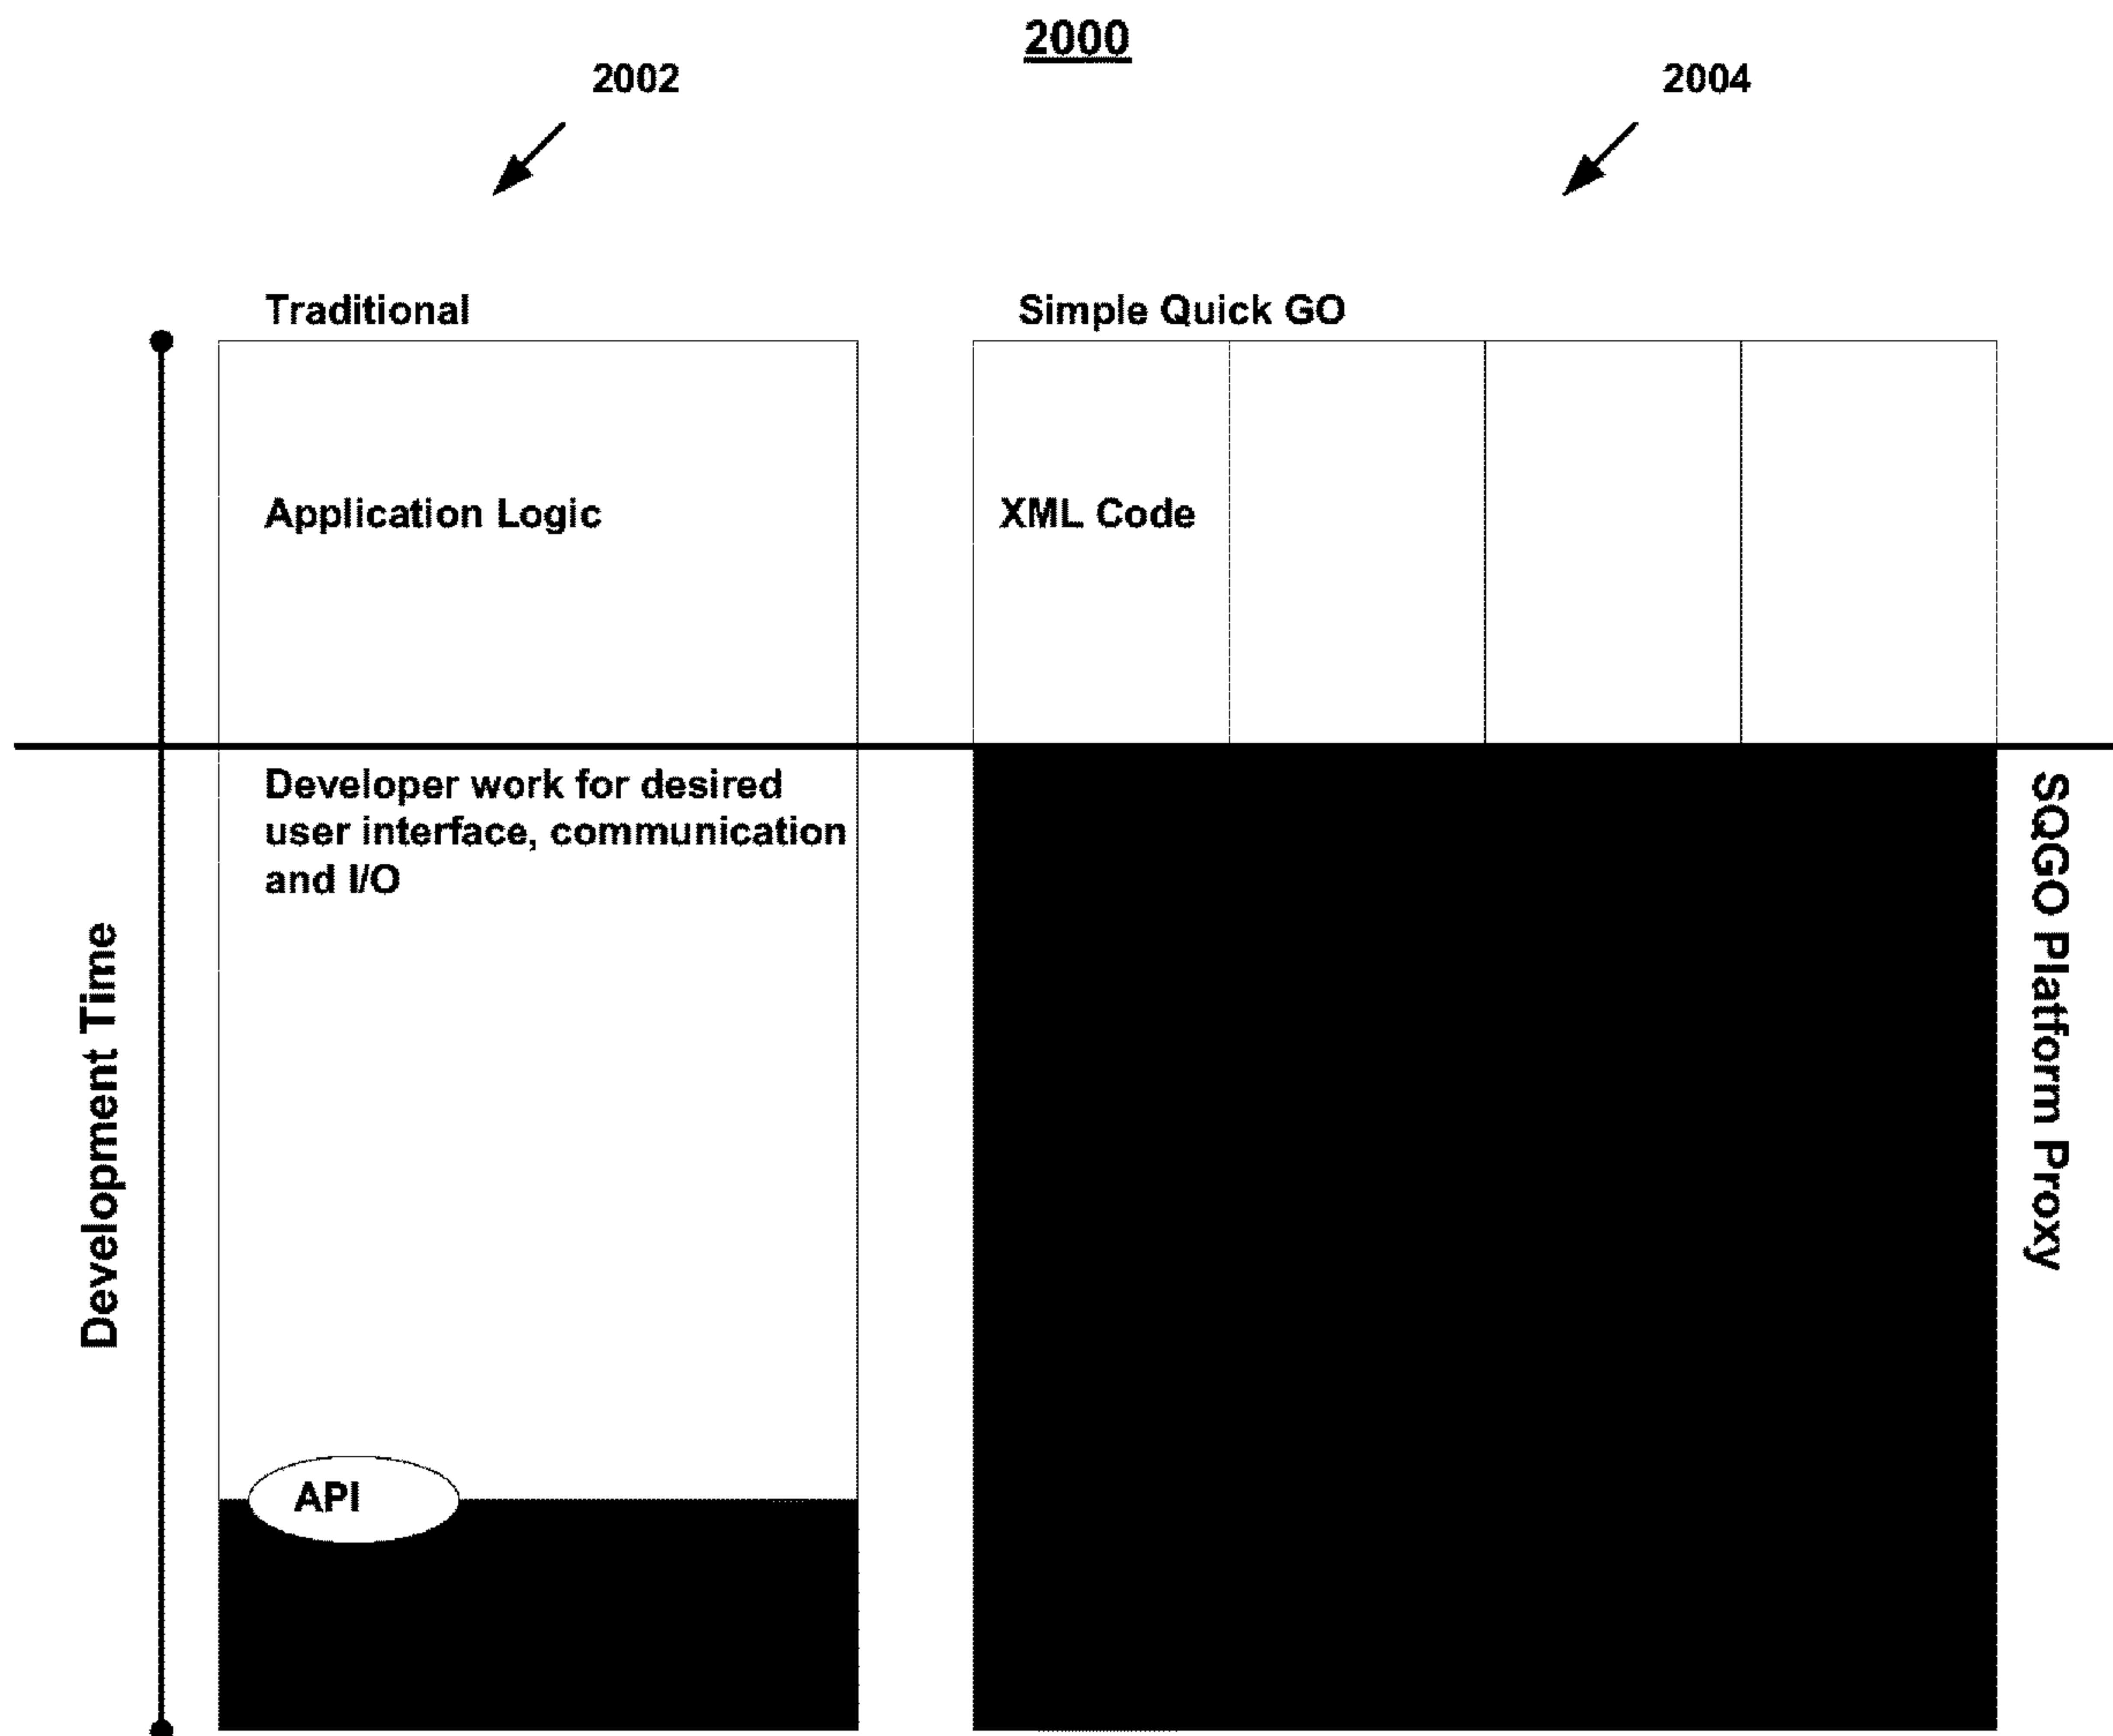 2000
2002
2004
Traditional
Simple Quick GO
Application Logic
XML Code
Developer work for desired
user interface, communication
and I/O
Development Time
SQGO Platform Proxy
API